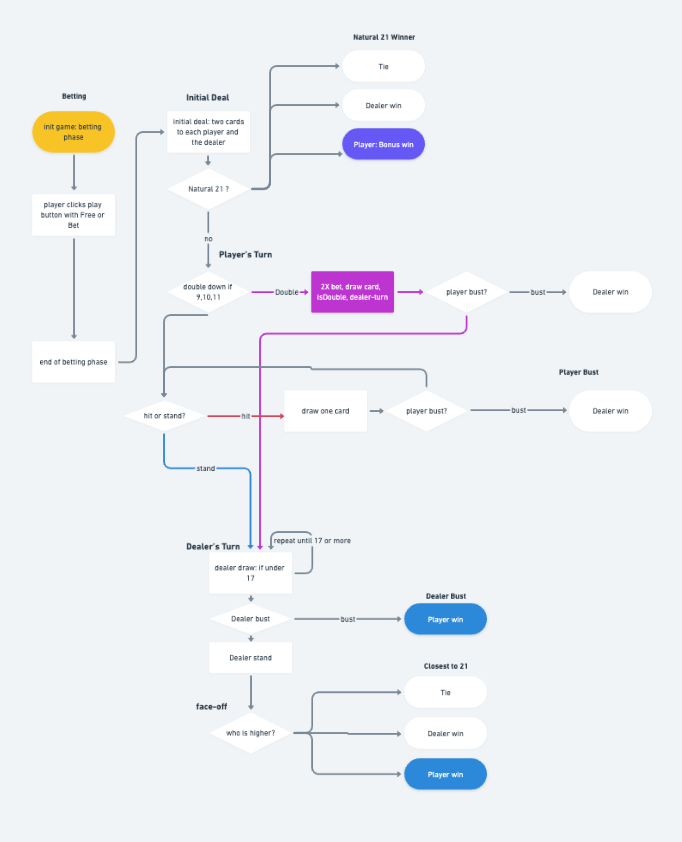 Natural 21 Winner
Tie
Betting
Initial Deal
Dealer win
init game: betting
phase
initial deal: two cards
to each player and
the dealer
Player: Bonus win
Natural 21 ?
player clicks play
button with Free or
Bet
no
Player's Turn
double down if
9,10,11
Double
2X bet, draw card,
isDouble, dealer-turn
player bust?
bust
Dealer win
end of betting phase
Player Bust
hit or stand?
hit
draw one card
player bust?
bust
Dealer win
stand
repeat until 17 or more
Dealer's Turn
dealer draw: if under
17
Dealer Bust
Dealer bust
bust
Player win
Dealer stand
Closest to 21
Tie
face-off
who is higher?
Dealer win
Player win